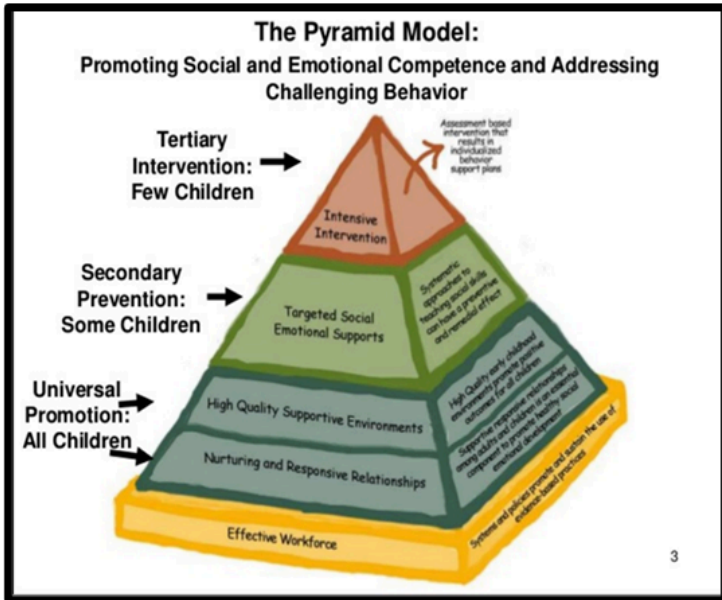 The Pyramid Model:
Promoting Social and Emotional Competence and Addressing
Challenging Behavior
Assessment based
intervention that
results in
individualized
behavior
support plans
Tertiary
Intervention:
Few Children
Intensive
Intervention
Secondary
Prevention:
Some Children
Targeted Social
Emotional Supports
Systematic
approaches to
teaching social skills
can have a preventive
and remedial effect
Universal
Promotion:
All Children
High Quality Supportive Environments
High Quality early childhood
environments promote positive
outcomes for all children
Nurturing and Responsive Relationships
Supportive responsive relationships
among adults and children is an essential
component to promote healthy social
emotional development
Effective Workforce
Systems and policies promote and sustain the use of
evidence-based practices
3